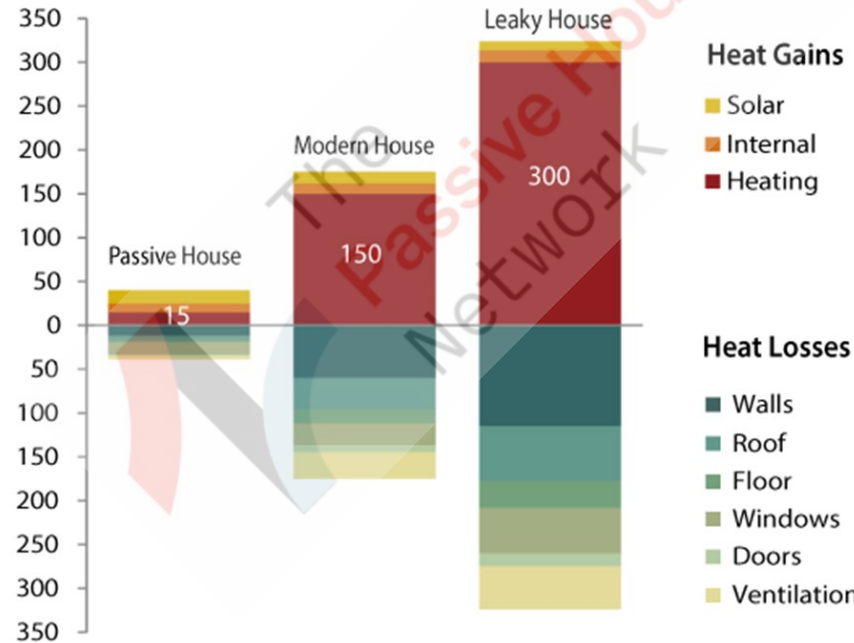 350
300
250
200
150
100
50
0
50
100
150
200
250
300
350
Passive House
15
Modern House
150
Leaky House
300
Heat Gains
Solar
Internal
Heating
Heat Losses
Walls
Roof
Floor
Windows
Doors
Ventilation
The
Passive Hou
Network